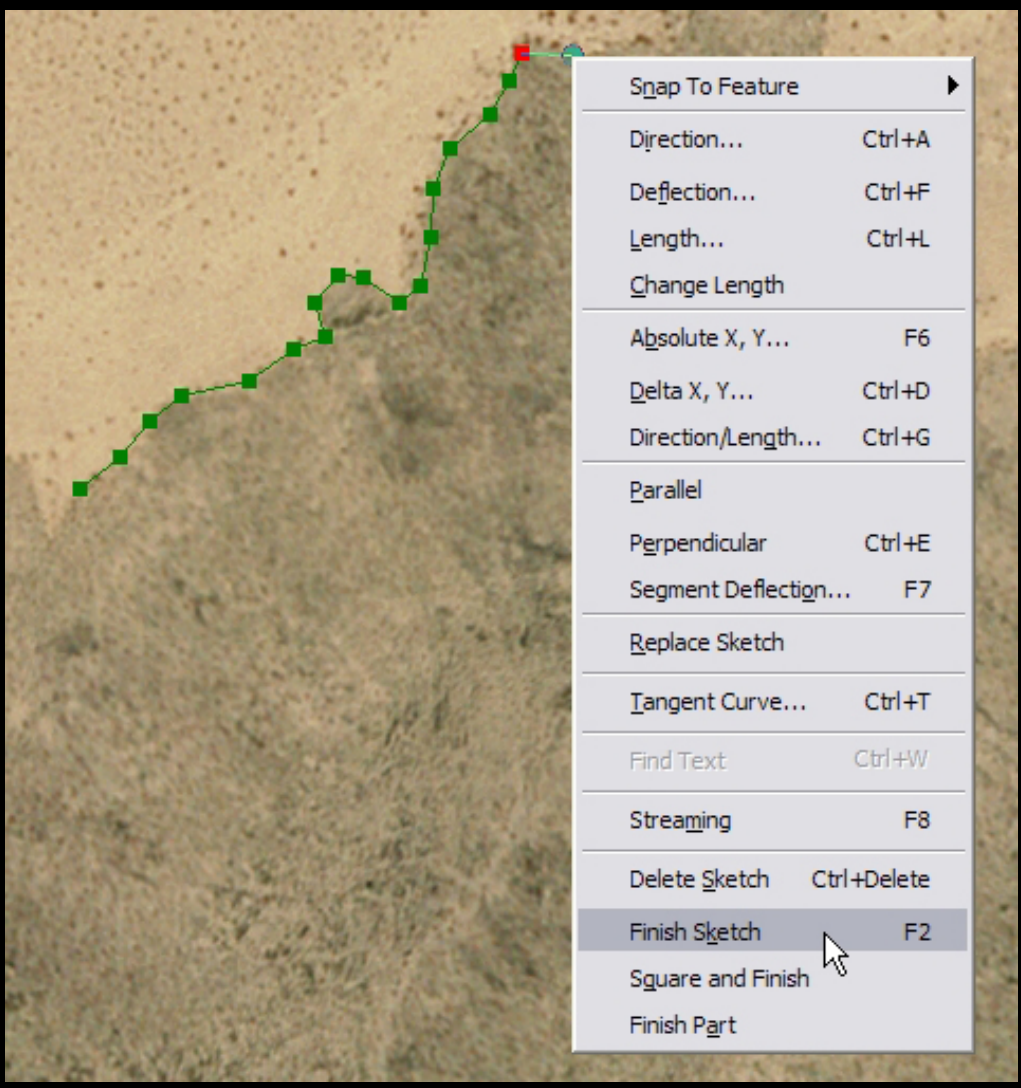 Snap To Feature
Direction... Ctrl+A
Deflection... Ctrl+F
Length... Ctrl+L
Change Length
Absolute X, Y... F6
Delta X, Y... Ctrl+D
Direction/Length... Ctrl+G
Parallel
Perpendicular Ctrl+E
Segment Deflection... F7
Replace Sketch
Tangent Curve... Ctrl+T
Find Text Ctrl+W
Streaming F8
Delete Sketch Ctrl+Delete
Finish Sketch F2
Square and Finish
Finish Part